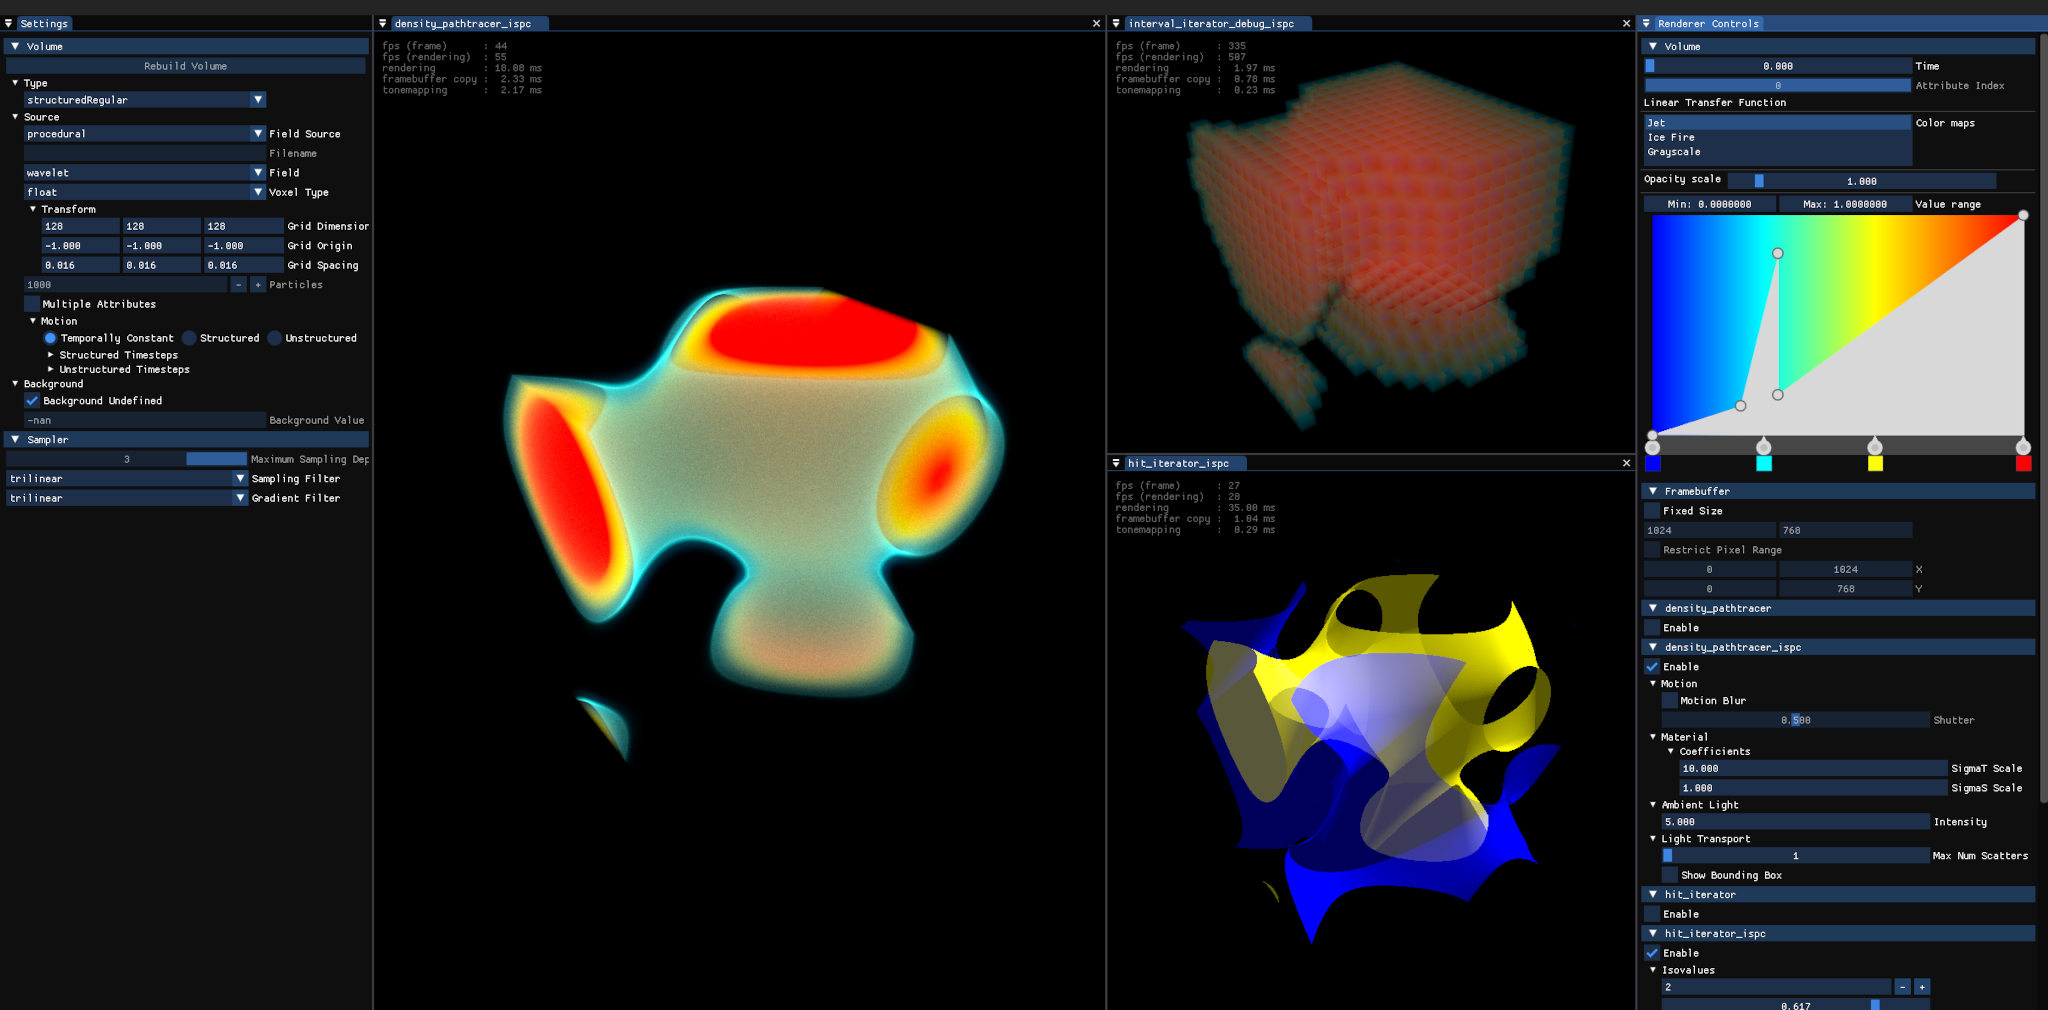 Settings
Volume
Rebuild Volume
Type
structuredRegular
Source
procedural Field Source
Filename
wavelet Field
float Voxel Type
Transform
128 128 128 Grid Dimension
-1.000 -1.000 -1.000 Grid Origin
0.016 0.016 0.016 Grid Spacing
1000 - + Particles
Multiple Attributes
Motion
Temporally Constant Structured Unstructured
Structured Timesteps
Unstructured Timesteps
Background
Background Undefined
-nan Background Value
Sampler
3 Maximum Sampling Dep
trilinear Sampling Filter
trilinear Gradient Filter
density_pathtracer_ispc
fps (frame) : 44
fps (rendering) : 55
rendering : 18.08 ms
framebuffer copy : 2.33 ms
tonemapping : 2.17 ms
interval_iterator_debug_ispc
fps (frame) : 335
fps (rendering) : 507
rendering : 1.97 ms
framebuffer copy : 0.78 ms
tonemapping : 0.23 ms
hit_iterator_ispc
fps (frame) : 27
fps (rendering) : 28
rendering : 35.80 ms
framebuffer copy : 1.04 ms
tonemapping : 0.29 ms
Renderer Controls
Volume
0.000 Time
0 Attribute Index
Linear Transfer Function
Jet Color maps
Ice Fire
Grayscale
Opacity scale 1.000
Min: 0.0000000 Max: 1.0000000 Value range
Framebuffer
Fixed Size
1024 768
Restrict Pixel Range
0 1024 X
0 768 Y
density_pathtracer
Enable
density_pathtracer_ispc
Enable
Motion
Motion Blur
0.500 Shutter
Material
Coefficients
10.000 SigmaT Scale
1.000 SigmaS Scale
Ambient Light
5.000 Intensity
Light Transport
1 Max Num Scatters
Show Bounding Box
hit_iterator
Enable
hit_iterator_ispc
Enable
Isovalues
2 - +
0.617